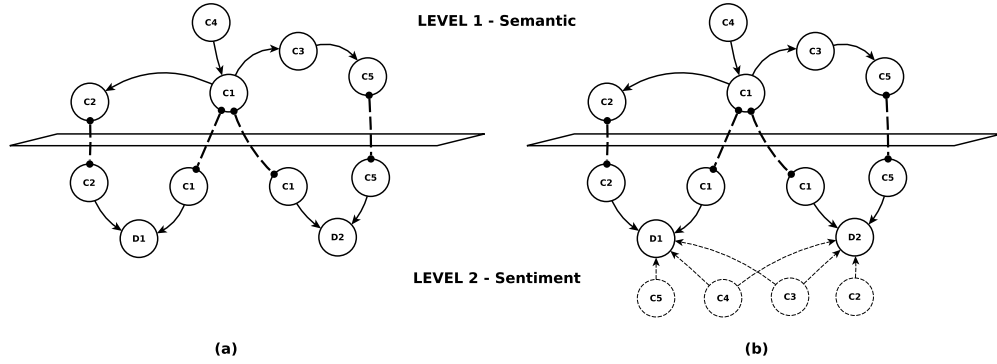 LEVEL 1 - Semantic
C4
C3
C5
C1
C2
C2
C1
C1
C5
D1
D2
C4
C3
C5
C1
C2
C2
C1
C1
C5
D1
D2
LEVEL 2 - Sentiment
C5
C4
C3
C2
(a)
(b)